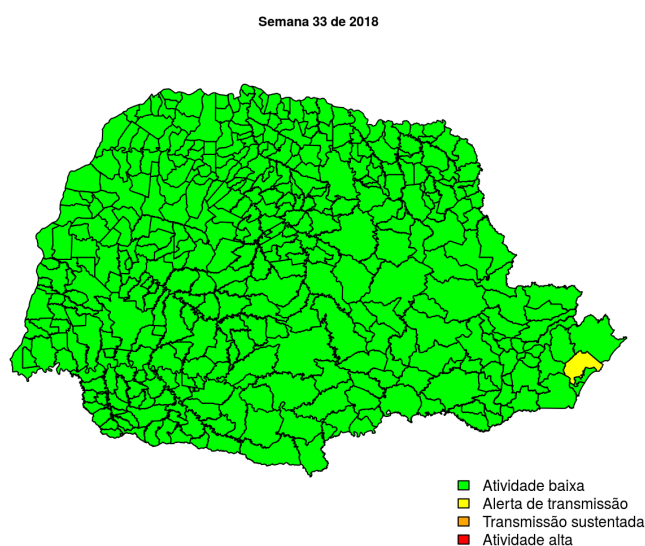 Semana 33 de 2018
Atividade baixa
Alerta de transmissão
Transmissão sustentada
Atividade alta